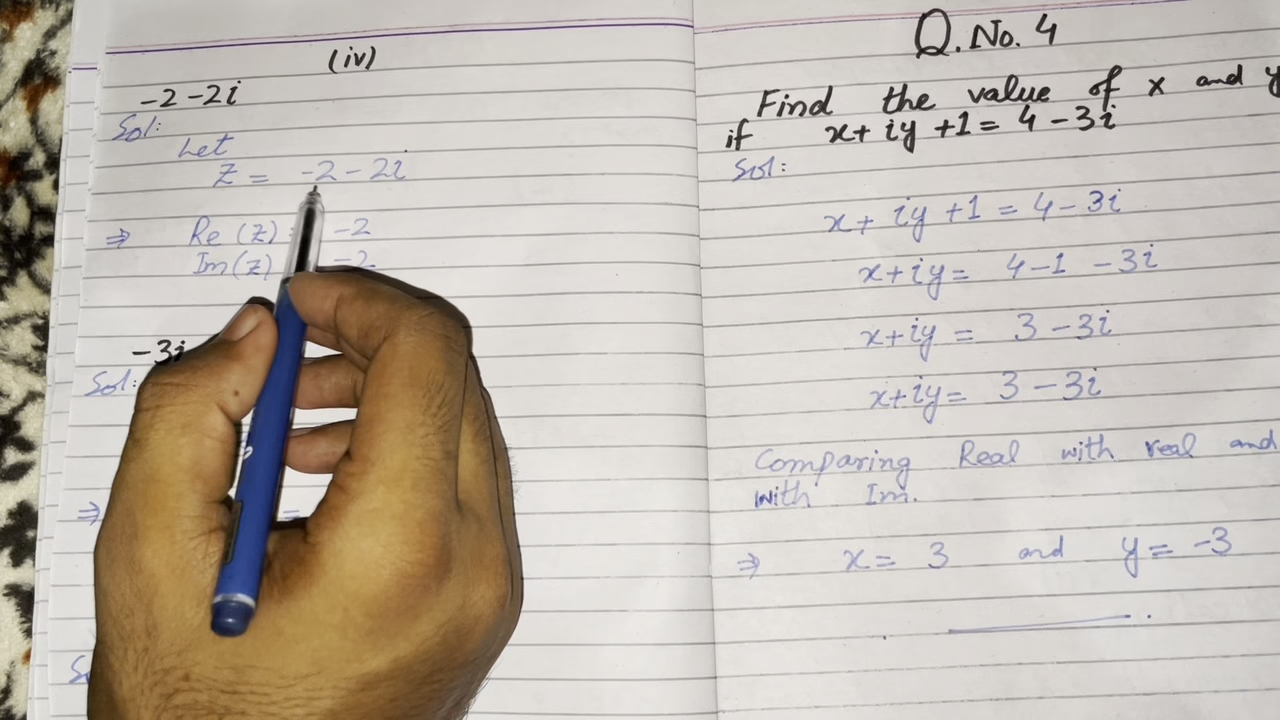 (iv)
-2 -2i
Sol:
Let
Z = -2 - 2i
⇒ Re (Z) = -2
Im(Z) -2
-3i
Sol:
⇒ =
Q. No. 4
Find the value of x and y
if x + iy + 1 = 4 - 3i
Sol:
x + iy + 1 = 4 - 3i
x + iy = 4 - 1 - 3i
x + iy = 3 - 3i
x + iy = 3 - 3i
Comparing Real with real and
with Im.
⇒ x = 3 and y = -3